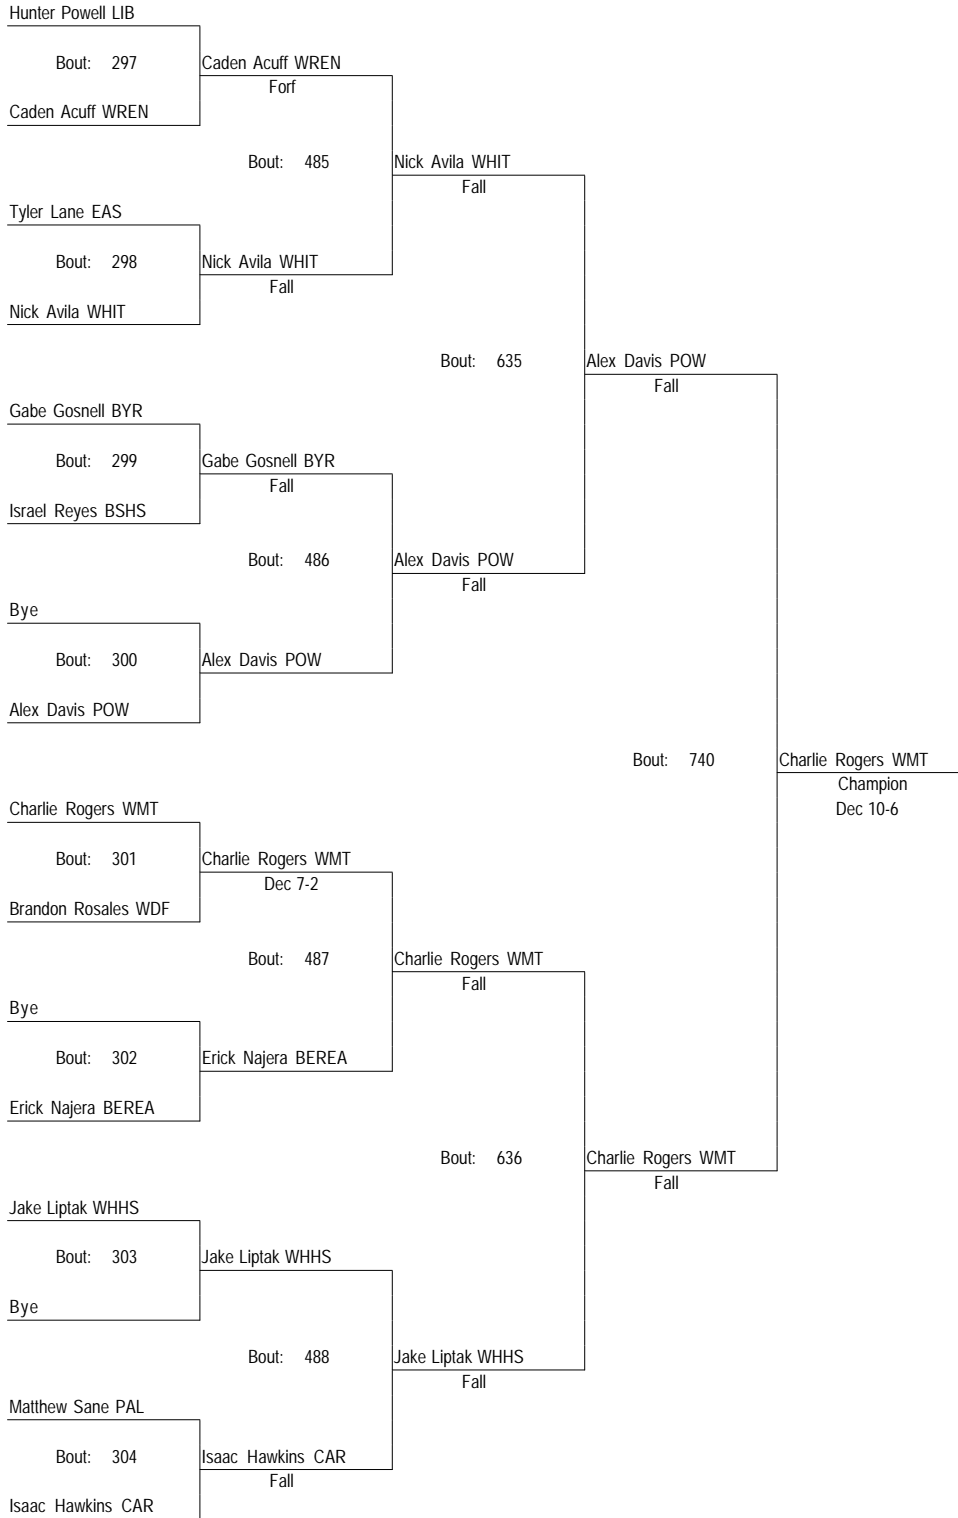 Hunter Powell LIB
Bout: 297
Caden Acuff WREN
Forf
Caden Acuff WREN
Bout: 485
Nick Avila WHIT
Fall
Tyler Lane EAS
Bout: 298
Nick Avila WHIT
Fall
Nick Avila WHIT
Bout: 635
Alex Davis POW
Fall
Gabe Gosnell BYR
Bout: 299
Gabe Gosnell BYR
Fall
Israel Reyes BSHS
Bout: 486
Alex Davis POW
Fall
Bye
Bout: 300
Alex Davis POW
Alex Davis POW
Bout: 740
Charlie Rogers WMT
Champion
Dec 10-6
Charlie Rogers WMT
Bout: 301
Charlie Rogers WMT
Dec 7-2
Brandon Rosales WDF
Bout: 487
Charlie Rogers WMT
Fall
Bye
Bout: 302
Erick Najera BEREA
Erick Najera BEREA
Bout: 636
Charlie Rogers WMT
Fall
Jake Liptak WHHS
Bout: 303
Jake Liptak WHHS
Bye
Bout: 488
Jake Liptak WHHS
Fall
Matthew Sane PAL
Bout: 304
Isaac Hawkins CAR
Fall
Isaac Hawkins CAR